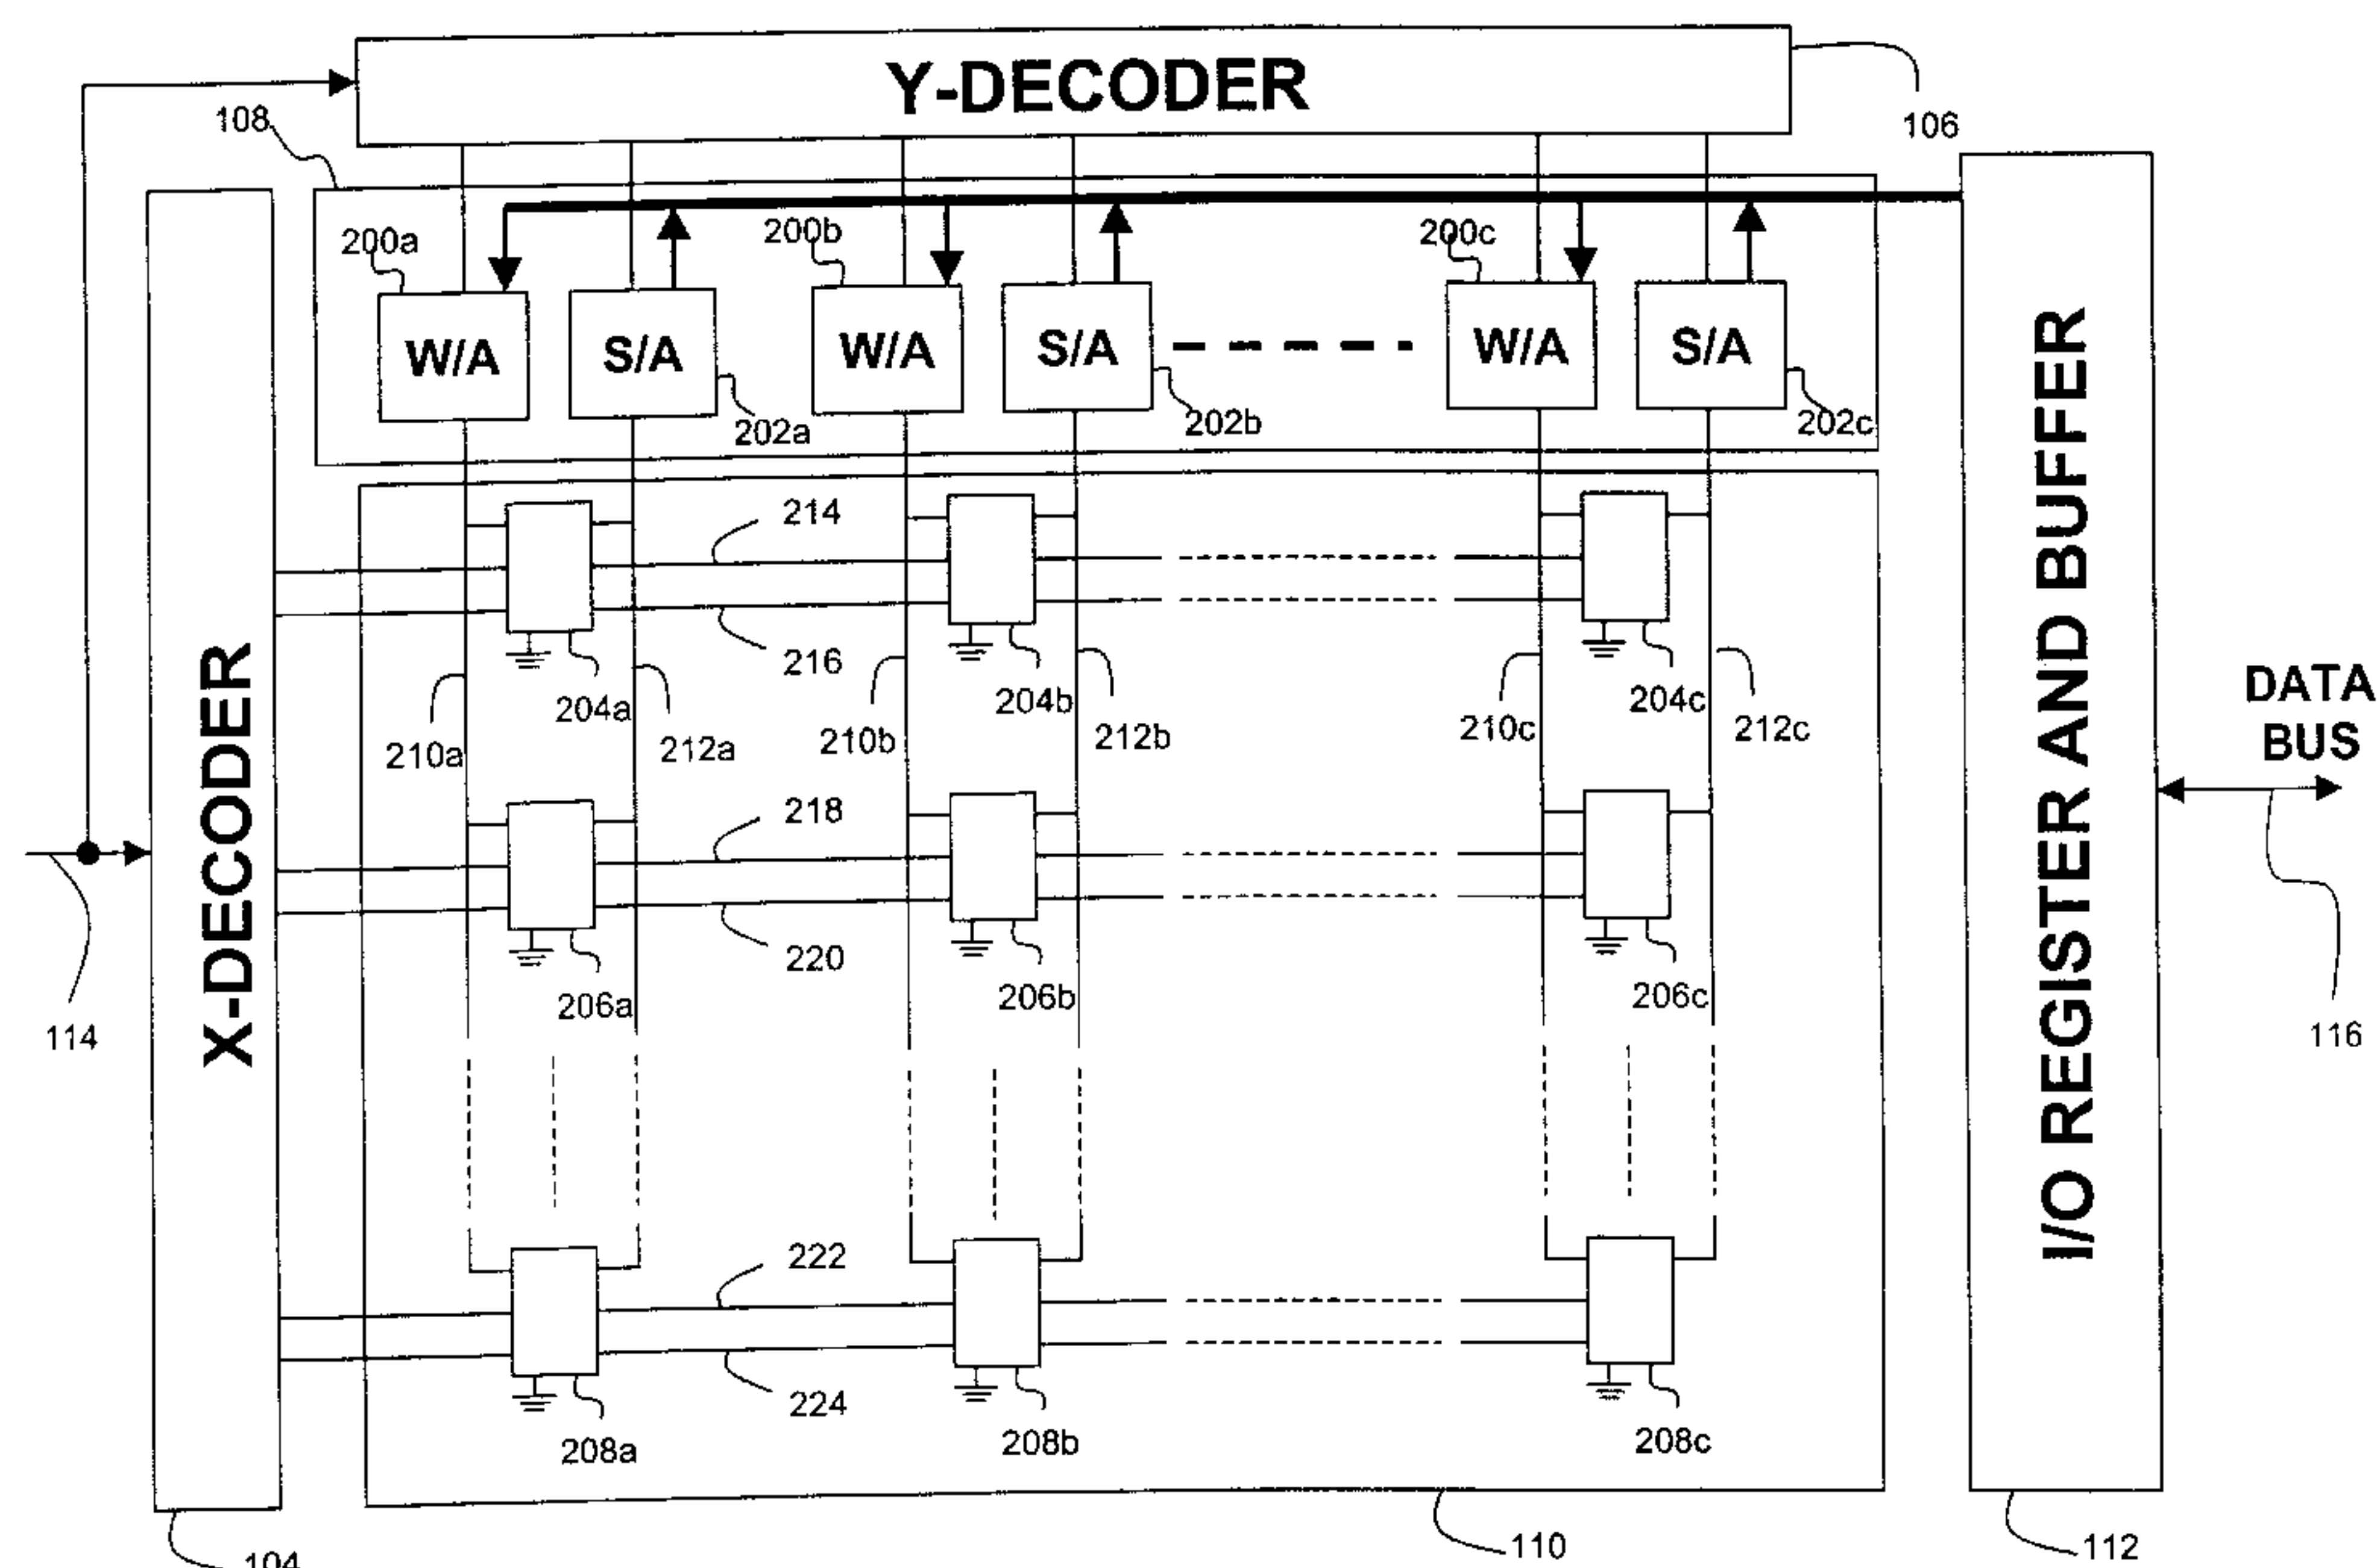 Y-DECODER
108
106
200a
200b
200c
W/A
S/A
W/A
S/A
W/A
S/A
202a
202b
202c
214
216
204a
204b
204c
210a
212a
210b
212b
210c
212c
218
220
206a
206b
206c
222
224
208a
208b
208c
X-DECODER
I/O REGISTER AND BUFFER
DATA
BUS
114
116
104
110
112